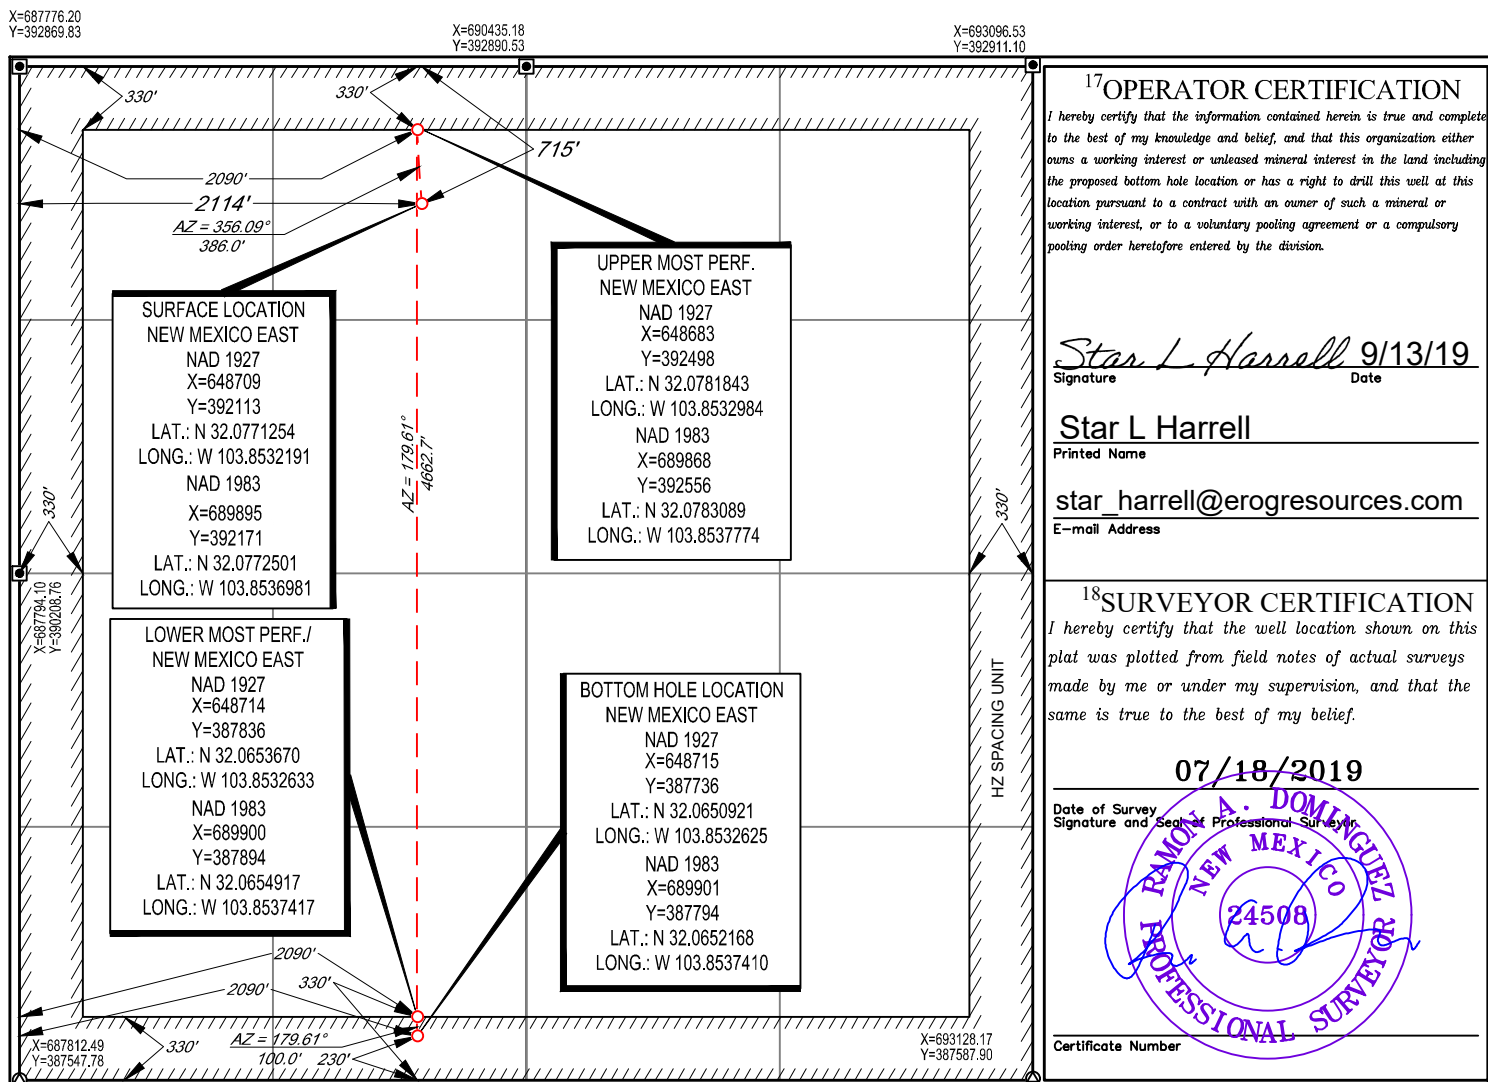 X=687776.20
Y=392869.83
X=690435.18
Y=392890.53
X=693096.53
Y=392911.10
330'
330'
715'
2090'
2114'
AZ = 356.09°
386.0'
SURFACE LOCATION
NEW MEXICO EAST
NAD 1927
X=648709
Y=392113
LAT.: N 32.0771254
LONG.: W 103.8532191
NAD 1983
X=689895
Y=392171
LAT.: N 32.0772501
LONG.: W 103.8536981
UPPER MOST PERF.
NEW MEXICO EAST
NAD 1927
X=648683
Y=392498
LAT.: N 32.0781843
LONG.: W 103.8532984
NAD 1983
X=689868
Y=392556
LAT.: N 32.0783089
LONG.: W 103.8537774
AZ = 179.61°
4662.7'
330'
330'
X=687794.10
Y=390208.76
LOWER MOST PERF./
NEW MEXICO EAST
NAD 1927
X=648714
Y=387836
LAT.: N 32.0653670
LONG.: W 103.8532633
NAD 1983
X=689900
Y=387894
LAT.: N 32.0654917
LONG.: W 103.8537417
BOTTOM HOLE LOCATION
NEW MEXICO EAST
NAD 1927
X=648715
Y=387736
LAT.: N 32.0650921
LONG.: W 103.8532625
NAD 1983
X=689901
Y=387794
LAT.: N 32.0652168
LONG.: W 103.8537410
HZ SPACING UNIT
2090'
2090'
330'
AZ = 179.61°
100.0'
230'
330'
X=687812.49
Y=387547.78
X=693128.17
Y=387587.90
17OPERATOR CERTIFICATION
I hereby certify that the information contained herein is true and complete
to the best of my knowledge and belief, and that this organization either
owns a working interest or unleased mineral interest in the land including
the proposed bottom hole location or has a right to drill this well at this
location pursuant to a contract with an owner of such a mineral or
working interest, or to a voluntary pooling agreement or a compulsory
pooling order heretofore entered by the division.
Star L Harrell 9/13/19
Signature Date
Star L Harrell
Printed Name
star_harrell@erogresources.com
E-mail Address
18SURVEYOR CERTIFICATION
I hereby certify that the well location shown on this
plat was plotted from field notes of actual surveys
made by me or under my supervision, and that the
same is true to the best of my belief.
07/18/2019
Date of Survey
Signature and Seal of Professional Surveyor:
RAMON A. DOMINGUEZ
NEW MEXICO
24508
PROFESSIONAL SURVEYOR
Certificate Number